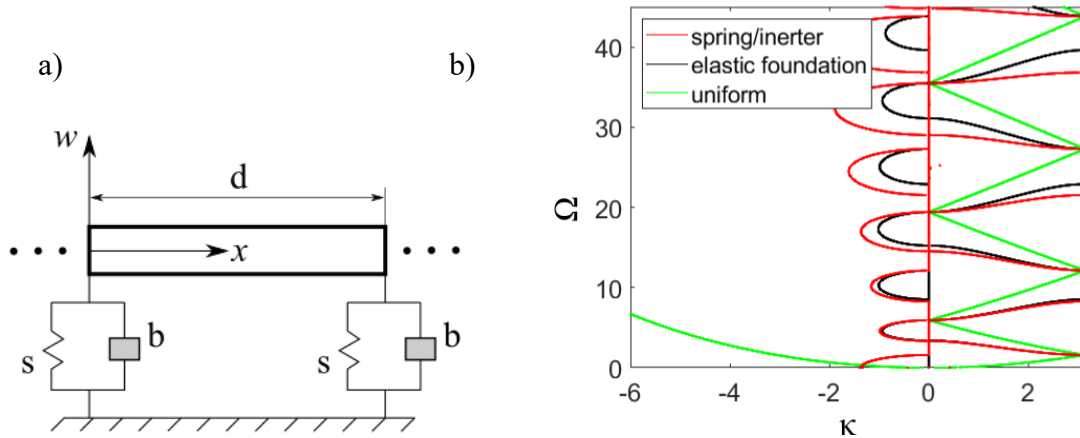 a)
w
d
x
s
b
s
b
b)
spring/inerter
elastic foundation
uniform
Ω
40
30
20
10
0
-6 -4 -2 0 2
κ